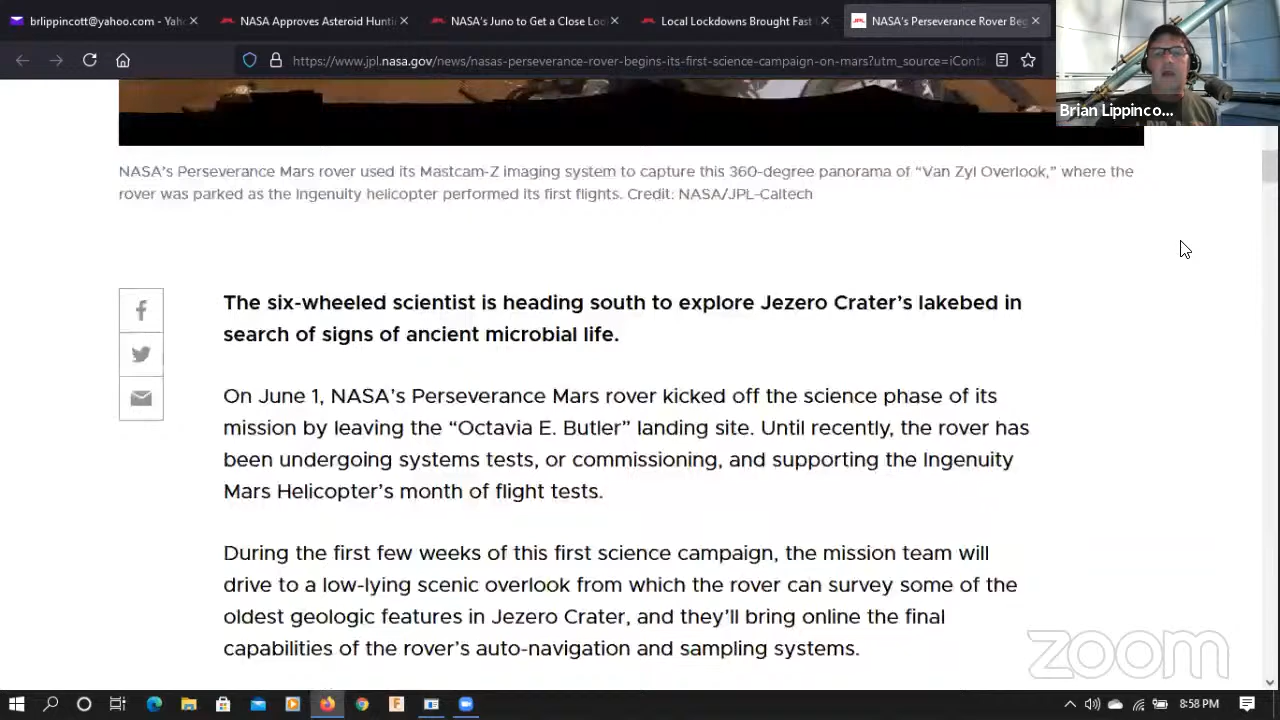 brlippincott@yahoo.com - Yah
NASA Approves Asteroid Hunti
NASA's Juno to Get a Close Loo
Local Lockdowns Brought Fast
NASA's Perseverance Rover Beg
https://www.jpl.nasa.gov/news/nasas-perseverance-rover-begins-its-first-science-campaign-on-mars?utm_source=iConta
Brian Lippinco...
NASA's Perseverance Mars rover used its Mastcam-Z imaging system to capture this 360-degree panorama of “Van Zyl Overlook,” where the
rover was parked as the Ingenuity helicopter performed its first flights. Credit: NASA/JPL-Caltech
The six-wheeled scientist is heading south to explore Jezero Crater's lakebed in
search of signs of ancient microbial life.
On June 1, NASA's Perseverance Mars rover kicked off the science phase of its
mission by leaving the “Octavia E. Butler” landing site. Until recently, the rover has
been undergoing systems tests, or commissioning, and supporting the Ingenuity
Mars Helicopter's month of flight tests.
During the first few weeks of this first science campaign, the mission team will
drive to a low-lying scenic overlook from which the rover can survey some of the
oldest geologic features in Jezero Crater, and they'll bring online the final
capabilities of the rover's auto-navigation and sampling systems.
zoom
8:58 PM